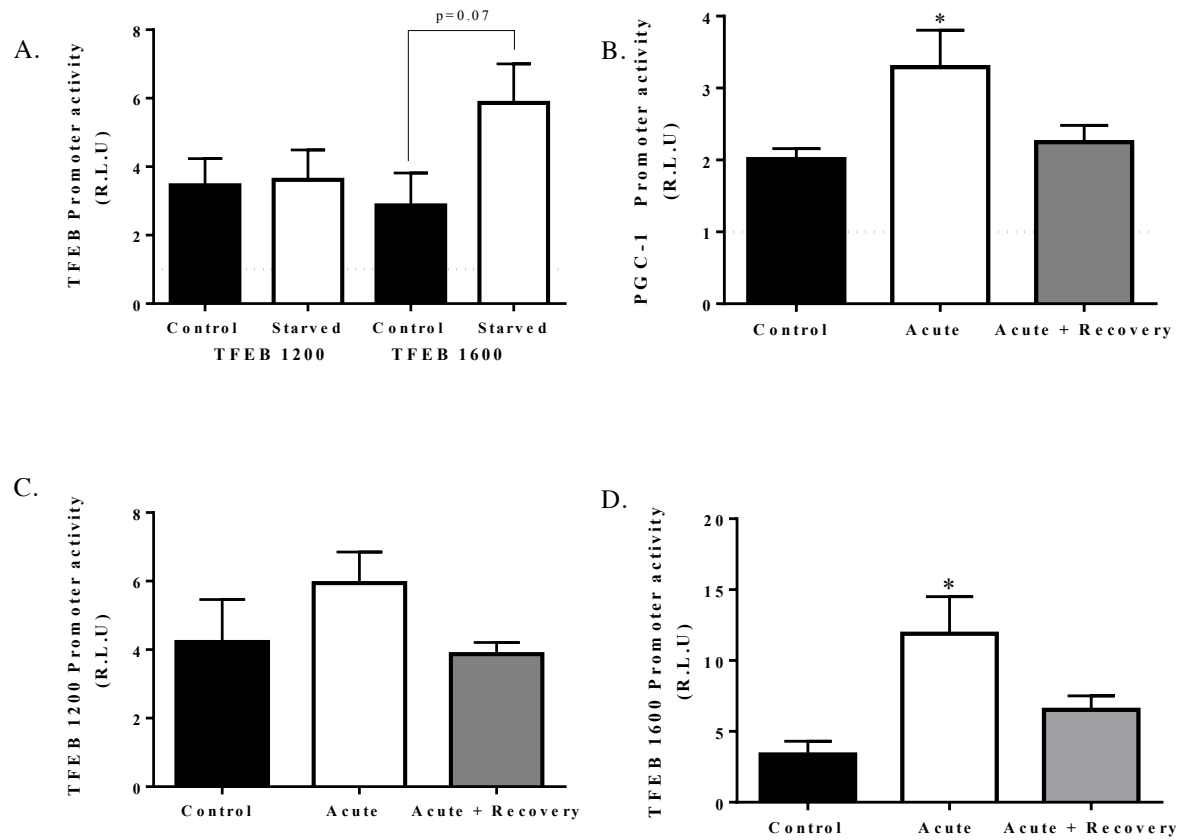 A.
TFEB Promoter activity
(R.L.U)
8
6
4
2
0
p=0.07
Control Starved Control Starved
TFEB 1200 TFEB 1600
B.
PGC-1 Promoter activity
(R.L.U)
4
3
2
1
0
*
Control Acute Acute + Recovery
C.
TFEB 1200 Promoter activity
(R.L.U)
8
6
4
2
0
Control Acute Acute + Recovery
D.
TFEB 1600 Promoter activity
(R.L.U)
20
15
10
5
0
*
Control Acute Acute + Recovery